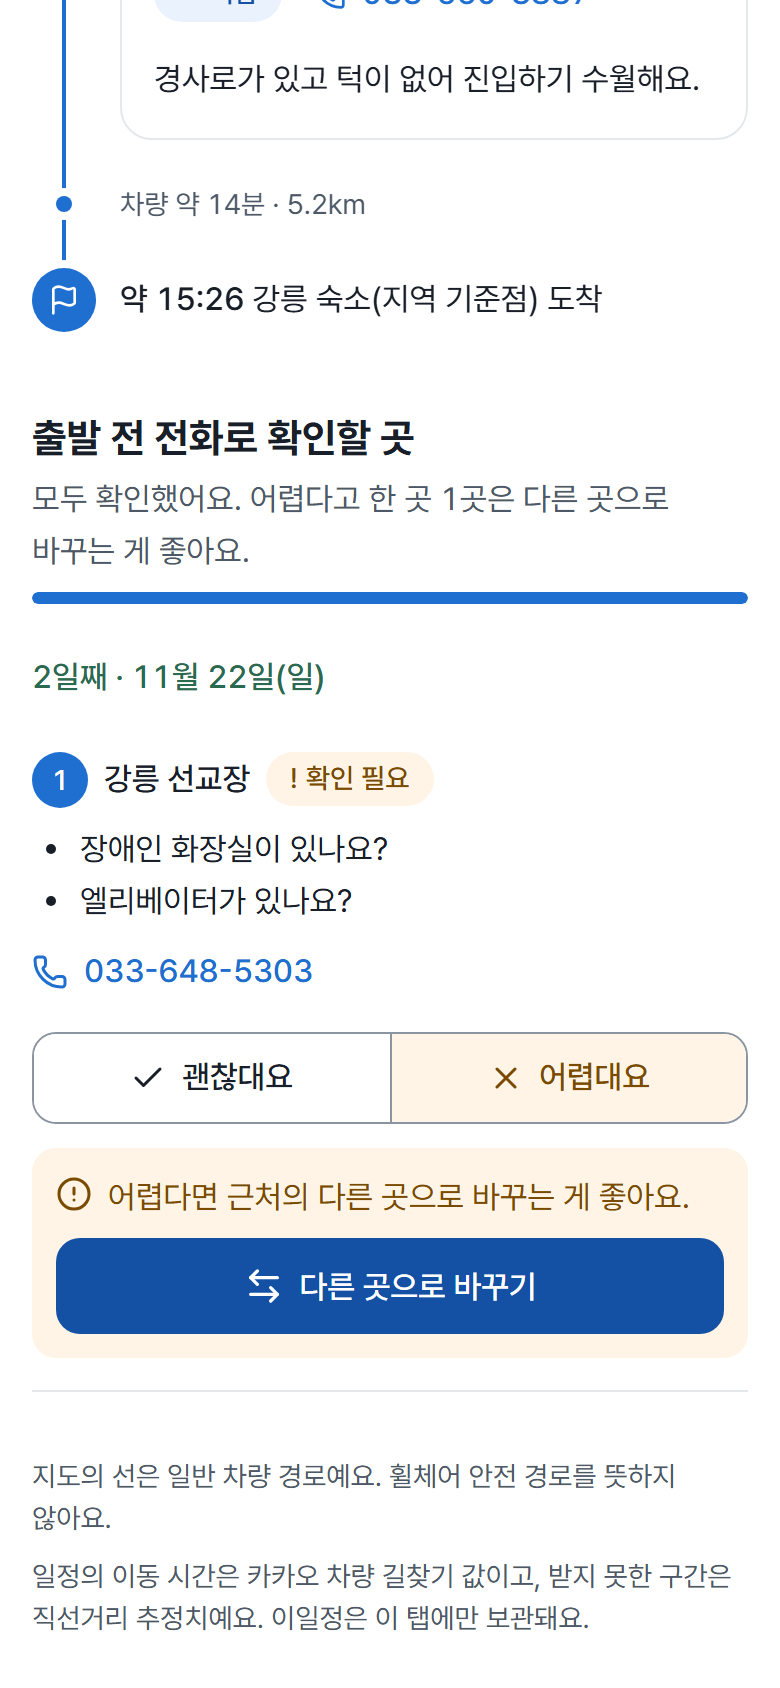 경사로가 있고 턱이 없어 진입하기 수월해요.
차량 약 14분 · 5.2km
약 15:26 강릉 숙소(지역 기준점) 도착
출발 전 전화로 확인할 곳
모두 확인했어요. 어렵다고 한 곳 1곳은 다른 곳으로
바꾸는 게 좋아요.
2일째 · 11월 22일(일)
1 강릉 선교장 ! 확인 필요
• 장애인 화장실이 있나요?
• 엘리베이터가 있나요?
033-648-5303
괜찮대요 어렵대요
어렵다면 근처의 다른 곳으로 바꾸는 게 좋아요.
다른 곳으로 바꾸기
지도의 선은 일반 차량 경로예요. 휠체어 안전 경로를 뜻하지
않아요.
일정의 이동 시간은 카카오 차량 길찾기 값이고, 받지 못한 구간은
직선거리 추정치예요. 이일정은 이 탭에만 보관돼요.